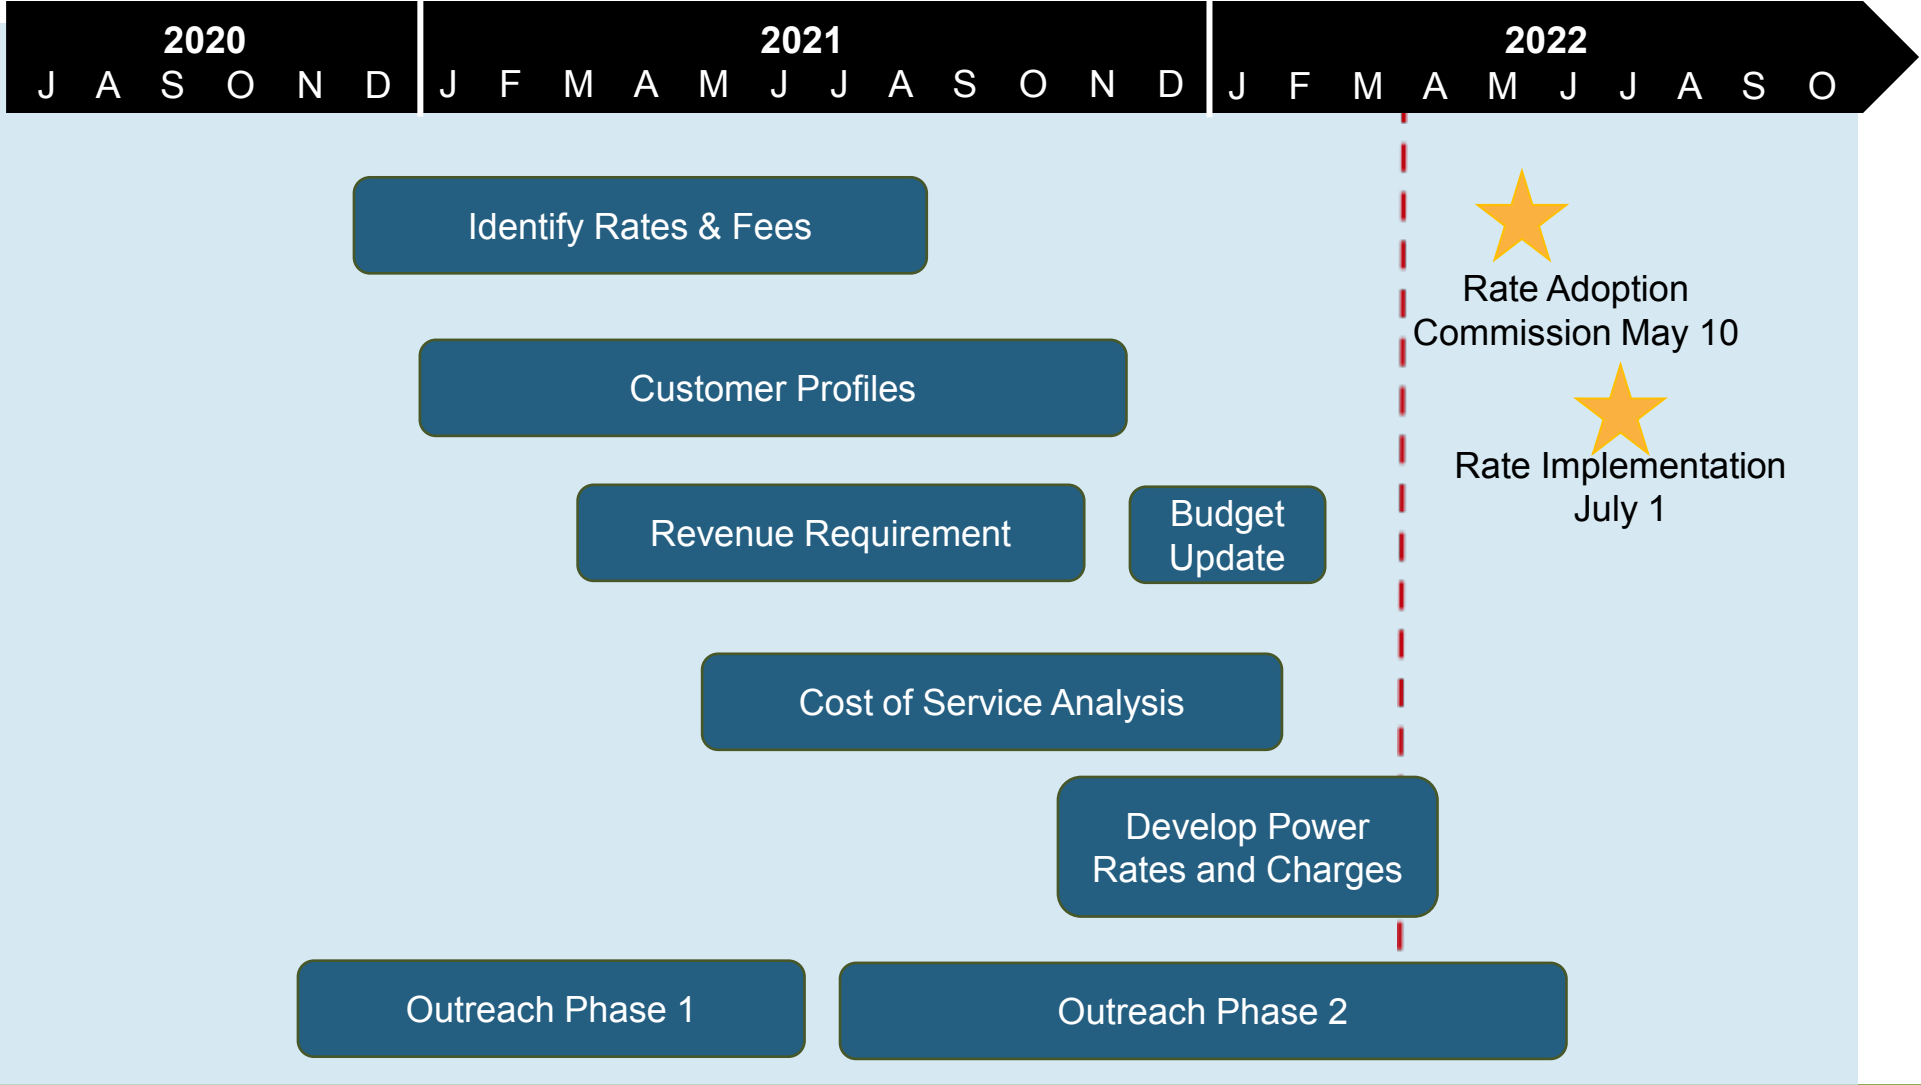 2020 2021 2022
J A S O N D J F M A M J J A S O N D J F M A M J J A S O
Identify Rates & Fees
Rate Adoption
Commission May 10
Customer Profiles
Rate Implementation
July 1
Revenue Requirement
Budget
Update
Cost of Service Analysis
Develop Power
Rates and Charges
Outreach Phase 1
Outreach Phase 2